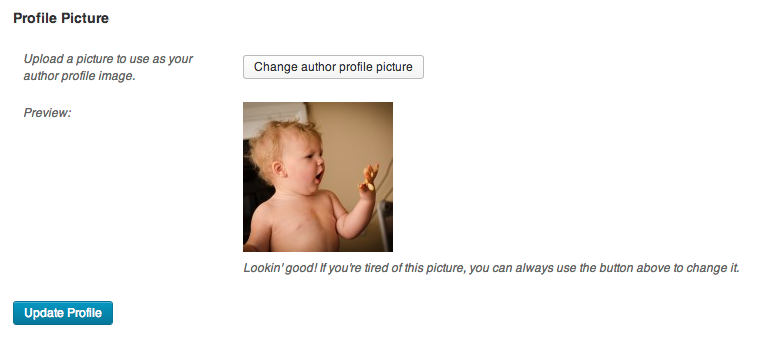 Profile Picture
Upload a picture to use as your
author profile image.
Change author profile picture
Preview:
Lookin' good! If you're tired of this picture, you can always use the button above to change it.
Update Profile